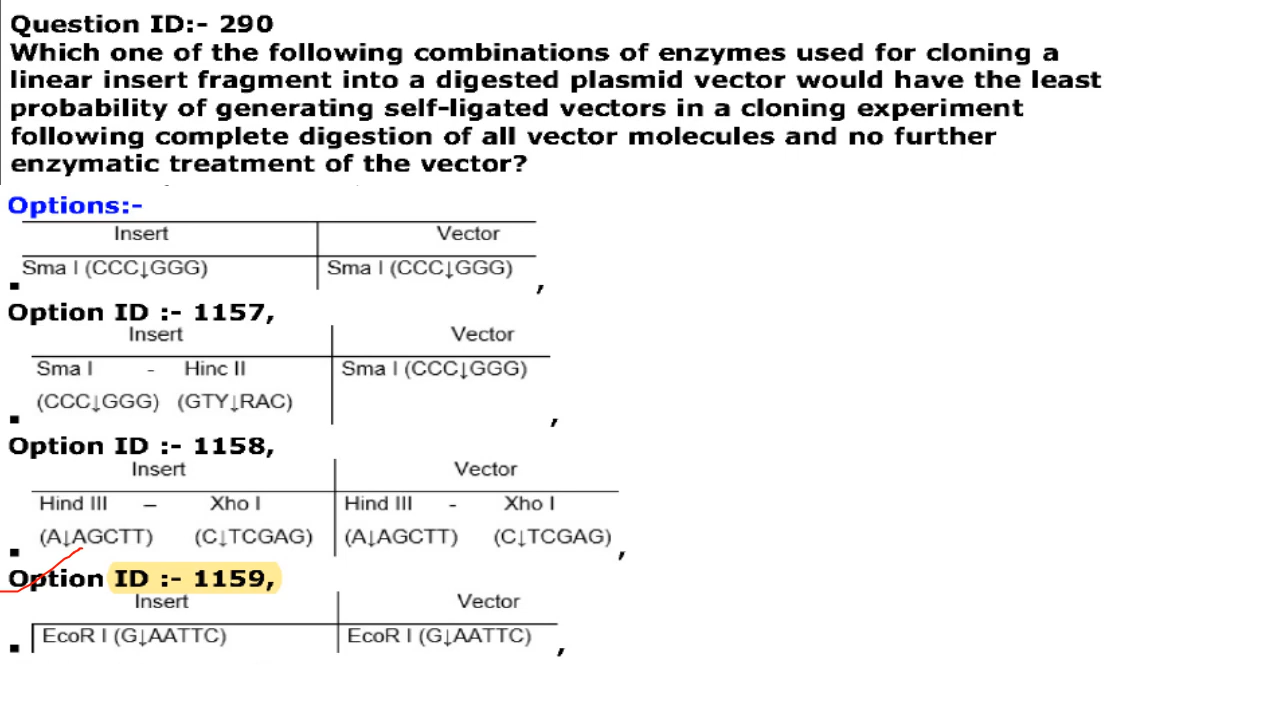 Question ID:- 290
Which one of the following combinations of enzymes used for cloning a
linear insert fragment into a digested plasmid vector would have the least
probability of generating self-ligated vectors in a cloning experiment
following complete digestion of all vector molecules and no further
enzymatic treatment of the vector?
Options:-
Insert Vector
Sma I (CCC↓GGG) Sma I (CCC↓GGG)
,
Option ID :- 1157,
Insert Vector
Sma I - Hinc II Sma I (CCC↓GGG)
(CCC↓GGG) (GTY↓RAC)
,
Option ID :- 1158,
Insert Vector
Hind III – Xho I Hind III - Xho I
(A↓AGCTT) (C↓TCGAG) (A↓AGCTT) (C↓TCGAG)
,
Option ID :- 1159,
Insert Vector
EcoR I (G↓AATTC) EcoR I (G↓AATTC)
,